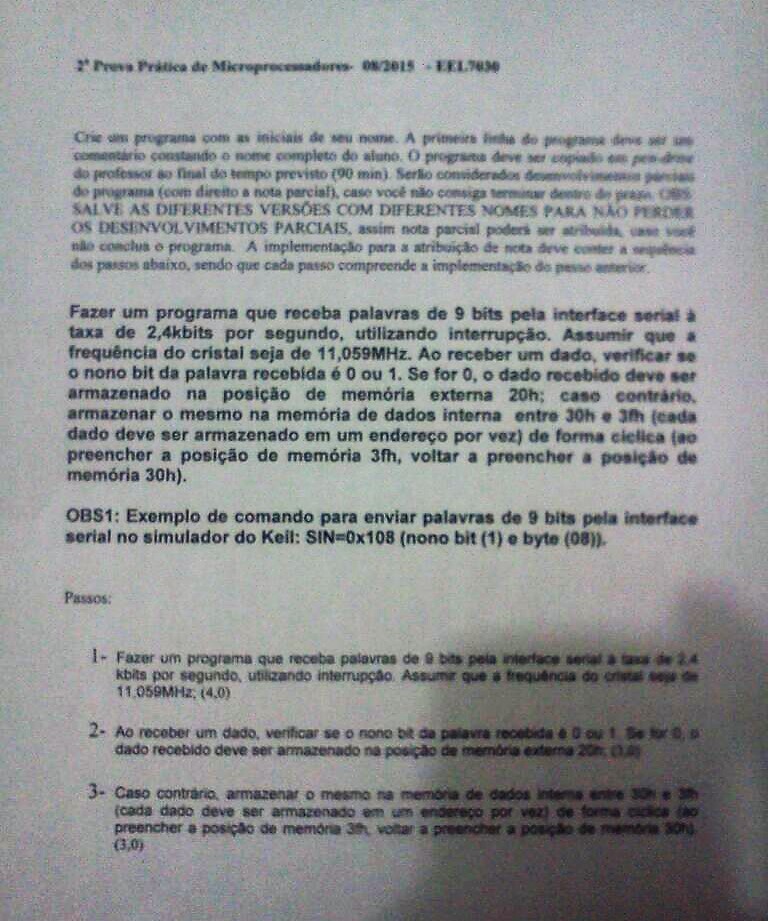 2ª Prova Prática de Microprocessadores- 08/2015 - EEL7030
Crie um programa com as iniciais de seu nome. A primeira linha do programa deve ser um
comentário constando o nome completo do aluno. O programa deve ser copiado em pen-drive
do professor ao final do tempo previsto (90 min). Serão considerados desenvolvimentos parciais
do programa (com direito a nota parcial), caso você não consiga terminar dentro do prazo. OBS:
SALVE AS DIFERENTES VERSÕES COM DIFERENTES NOMES PARA NÃO PERDER
OS DESENVOLVIMENTOS PARCIAIS, assim nota parcial poderá ser atribuída, caso você
não conclua o programa. A implementação para a atribuição de nota deve conter a sequência
dos passos abaixo, sendo que cada passo compreende a implementação do passo anterior.
Fazer um programa que receba palavras de 9 bits pela interface serial à
taxa de 2,4kbits por segundo, utilizando interrupção. Assumir que a
frequência do cristal seja de 11,059MHz. Ao receber um dado, verificar se
o nono bit da palavra recebida é 0 ou 1. Se for 0, o dado recebido deve ser
armazenado na posição de memória externa 20h; caso contrário,
armazenar o mesmo na memória de dados interna entre 30h e 3fh (cada
dado deve ser armazenado em um endereço por vez) de forma cíclica (ao
preencher a posição de memória 3fh, voltar a preencher a posição de
memória 30h).
OBS1: Exemplo de comando para enviar palavras de 9 bits pela interface
serial no simulador do Keil: SIN=0x108 (nono bit (1) e byte (08)).
Passos:
1- Fazer um programa que receba palavras de 9 bits pela interface serial à taxa de 2,4
kbits por segundo, utilizando interrupção. Assumir que a frequência do cristal seja de
11,059MHz; (4,0)
2- Ao receber um dado, verificar se o nono bit da palavra recebida é 0 ou 1. Se for 0, o
dado recebido deve ser armazenado na posição de memória externa 20h; (3,0)
3- Caso contrário, armazenar o mesmo na memória de dados interna entre 30h e 3fh
(cada dado deve ser armazenado em um endereço por vez) de forma cíclica (ao
preencher a posição de memória 3fh, voltar a preencher a posição de memória 30h).
(3,0)